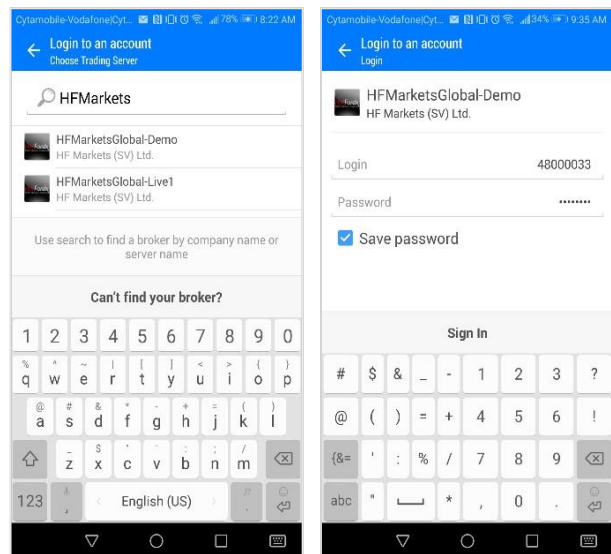 Cytamobile-Vodafone|Cyt... 78% 8:22 AM
Login to an account
Choose Trading Server
HFMarkets
HFMarketsGlobal-Demo
HF Markets (SV) Ltd.
HFMarketsGlobal-Live1
HF Markets (SV) Ltd.
Use search to find a broker by company name or
server name
Can't find your broker?
1 2 3 4 5 6 7 8 9 0
% ^ ~ | [ ] < > { }
q w e r t y u i o p
@ # & * - + = ( )
a s d f g h j k l
_ $ " ' : ; /
z x c v b n m
123 , English (US) .
Cytamobile-Vodafone|Cyt... 34% 9:35 AM
Login to an account
Login
HFMarketsGlobal-Demo
HF Markets (SV) Ltd.
Login 48000033
Password ••••••••
Save password
Sign In
# $ & _ - 1 2 3 ?
@ ( ) = + 4 5 6 !
{&= ' : % / 7 8 9
abc " * , 0 .